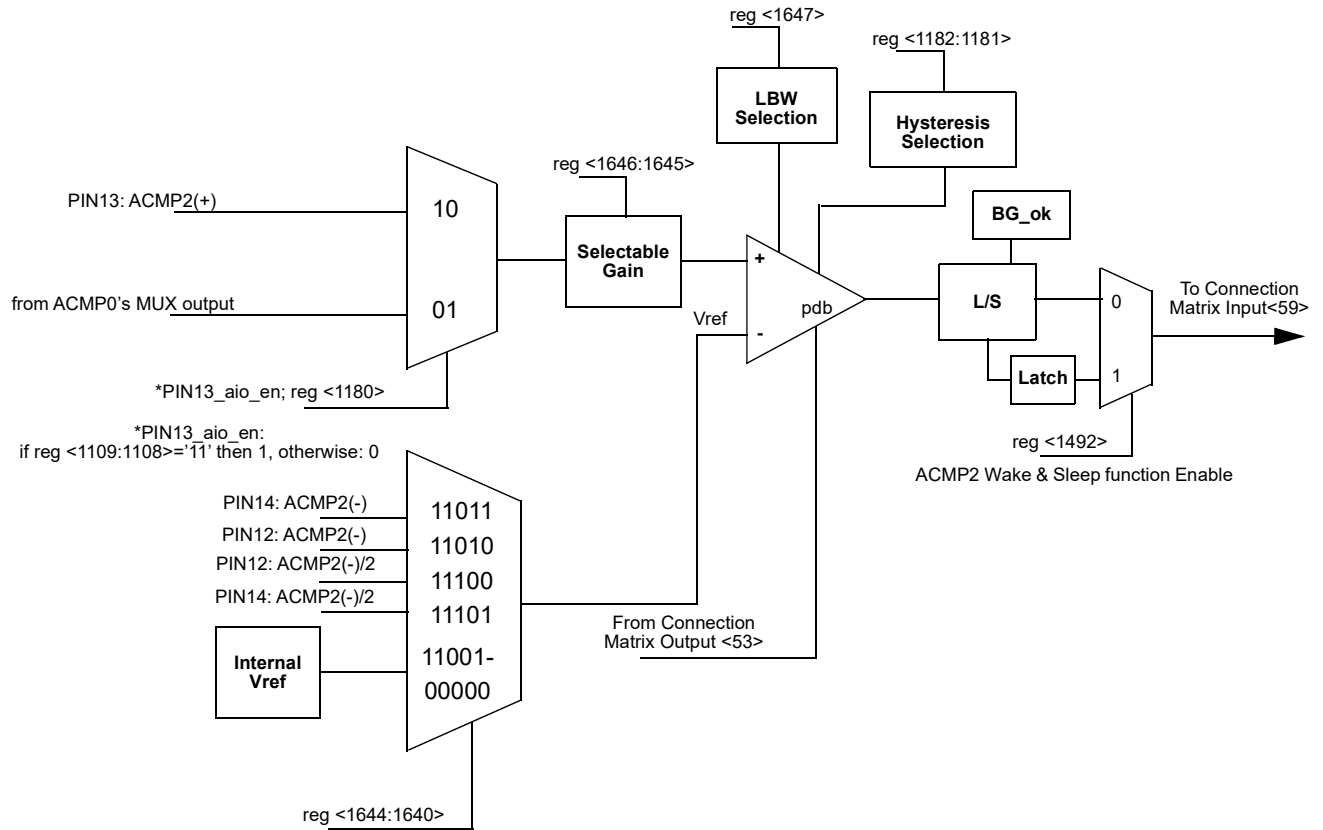 reg <1647>
reg <1182:1181>
LBW
Selection
Hysteresis
Selection
reg <1646:1645>
PIN13: ACMP2(+)
10
BG_ok
Selectable
Gain
+
from ACMP0's MUX output
01
L/S
0
To Connection
Matrix Input<59>
pdb
Vref
-
Latch
1
*PIN13_aio_en; reg <1180>
*PIN13_aio_en:
if reg <1109:1108>='11' then 1, otherwise: 0
reg <1492>
ACMP2 Wake & Sleep function Enable
PIN14: ACMP2(-)
11011
PIN12: ACMP2(-)
11010
PIN12: ACMP2(-)/2
11100
PIN14: ACMP2(-)/2
11101
From Connection
Matrix Output <53>
Internal
Vref
11001-
00000
reg <1644:1640>